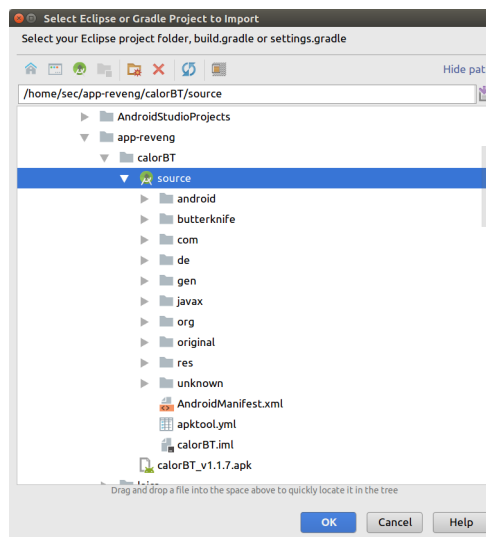 Select Eclipse or Gradle Project to Import
Select your Eclipse project folder, build.gradle or settings.gradle
Hide pat
/home/sec/app-reveng/calorBT/source
AndroidStudioProjects
app-reveng
calorBT
source
android
butterknife
com
de
gen
javax
org
original
res
unknown
AndroidManifest.xml
apktool.yml
calorBT.iml
calorBT_v1.1.7.apk
Drag and drop a file into the space above to quickly locate it in the tree
OK Cancel Help